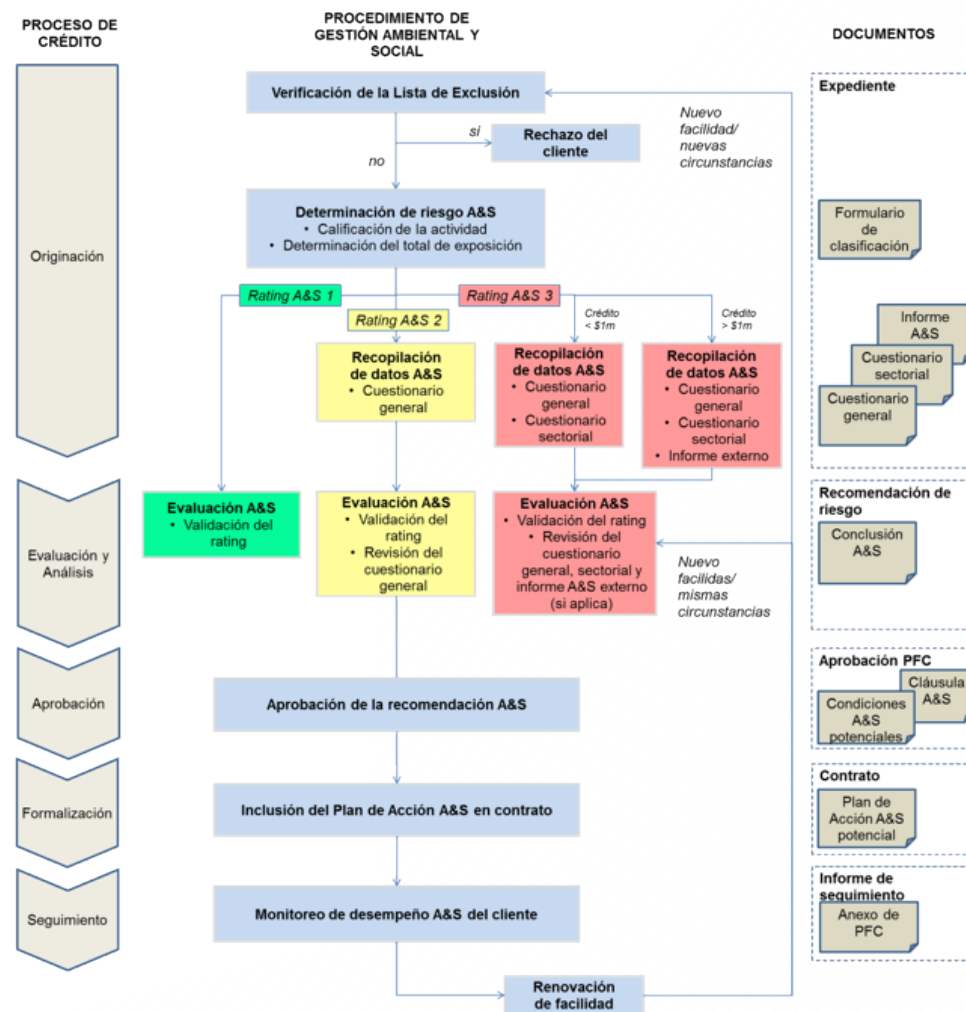 PROCESO DE
CRÉDITO
PROCEDIMIENTO DE
GESTIÓN AMBIENTAL Y
SOCIAL
DOCUMENTOS
Originación
Evaluación y
Análisis
Aprobación
Formalización
Seguimiento
Verificación de la Lista de Exclusión
si
no
Rechazo del
cliente
Nuevo
facilidad/
nuevas
circunstancias
Determinación de riesgo A&S
• Calificación de la actividad
• Determinación del total de exposición
Rating A&S 1
Rating A&S 2
Rating A&S 3
Crédito
< $1m
Crédito
> $1m
Recopilación
de datos A&S
• Cuestionario
general
Recopilación
de datos A&S
• Cuestionario
general
• Cuestionario
sectorial
Recopilación
de datos A&S
• Cuestionario
general
• Cuestionario
sectorial
• Informe externo
Evaluación A&S
• Validación del
rating
Evaluación A&S
• Validación del
rating
• Revisión del
cuestionario
general
Evaluación A&S
• Validación del rating
• Revisión del
cuestionario
general, sectorial y
informe A&S externo
(si aplica)
Nuevo
facilidas/
mismas
circunstancias
Aprobación de la recomendación A&S
Inclusión del Plan de Acción A&S en contrato
Monitoreo de desempeño A&S del cliente
Renovación
de facilidad
Expediente
Formulario
de
clasificación
Informe
A&S
Cuestionario
sectorial
Cuestionario
general
Recomendación de
riesgo
Conclusión
A&S
Aprobación PFC
Cláusula
A&S
Condiciones
A&S
potenciales
Contrato
Plan de
Acción A&S
potencial
Informe de
seguimiento
Anexo de
PFC